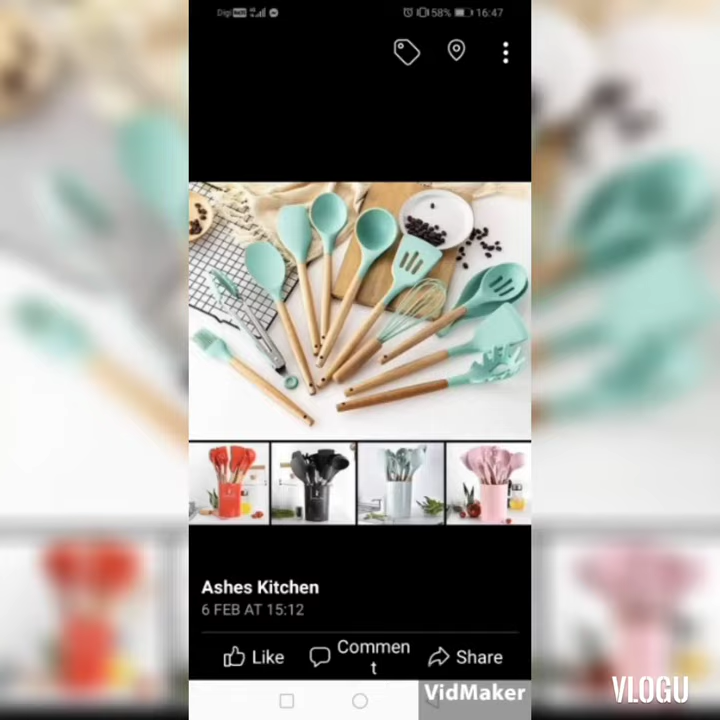 Digi
58% 16:47
Ashes Kitchen
6 FEB AT 15:12
Like
Commen
t
Share
VidMaker
VLOGU